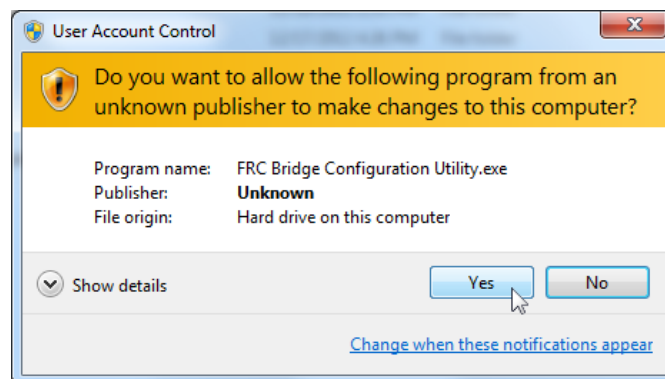 User Account Control
Do you want to allow the following program from an
unknown publisher to make changes to this computer?
Program name: FRC Bridge Configuration Utility.exe
Publisher: Unknown
File origin: Hard drive on this computer
Show details
Yes
No
Change when these notifications appear